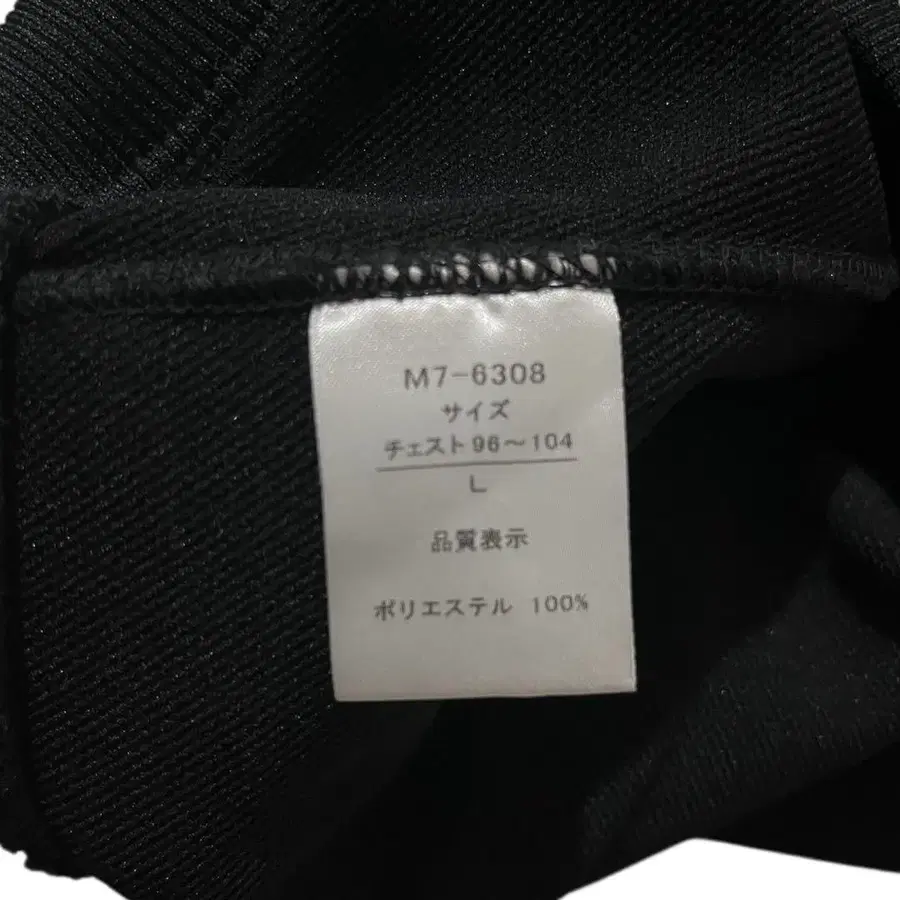 M7-6308
サイズ
チェスト96～104
L
品質表示
ポリエステル 100%